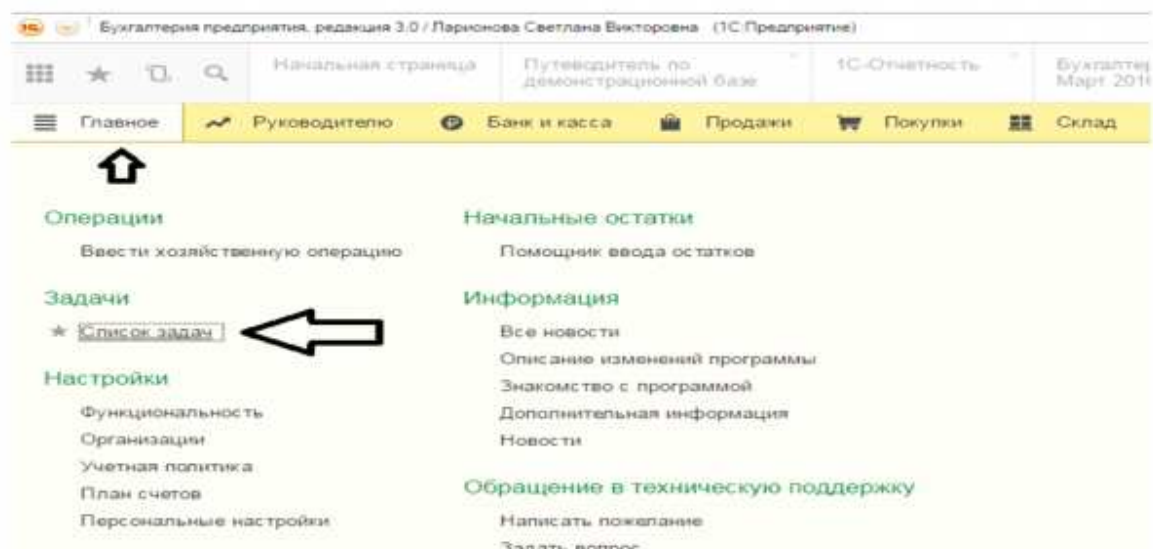 Бухгалтерия предприятия, редакция 3.0 / Ларионова Светлана Викторовна (1С:Предприятие)
Начальная страница
Путеводитель по
демонстрационной базе
1С-Отчетность
Март 201
Главное
Руководителю
Банк и касса
Продажи
Покупки
Склад
Операции
Ввести хозяйственную операцию
Задачи
Список задач
Настройки
Функциональность
Организации
Учетная политика
План счетов
Персональные настройки
Начальные остатки
Помощник ввода остатков
Информация
Все новости
Описание изменений программы
Знакомство с программой
Дополнительная информация
Новости
Обращение в техническую поддержку
Написать пожелание
Задать вопрос